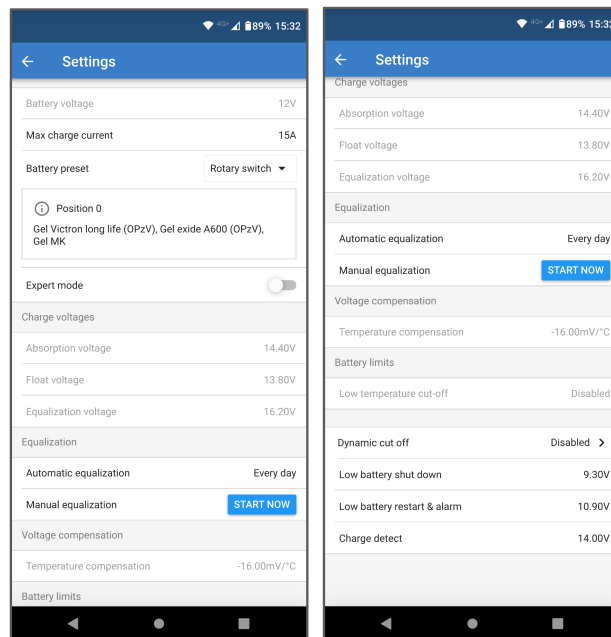 4G+ 89% 15:32
Settings
Battery voltage 12V
Max charge current 15A
Battery preset Rotary switch
Position 0
Gel Victron long life (OPzV), Gel exide A600 (OPzV),
Gel MK
Expert mode
Charge voltages
Absorption voltage 14.40V
Float voltage 13.80V
Equalization voltage 16.20V
Equalization
Automatic equalization Every day
Manual equalization START NOW
Voltage compensation
Temperature compensation -16.00mV/°C
Battery limits
4G+ 89% 15:32
Settings
Charge voltages
Absorption voltage 14.40V
Float voltage 13.80V
Equalization voltage 16.20V
Equalization
Automatic equalization Every day
Manual equalization START NOW
Voltage compensation
Temperature compensation -16.00mV/°C
Battery limits
Low temperature cut-off Disabled
Dynamic cut off Disabled
Low battery shut down 9.30V
Low battery restart & alarm 10.90V
Charge detect 14.00V